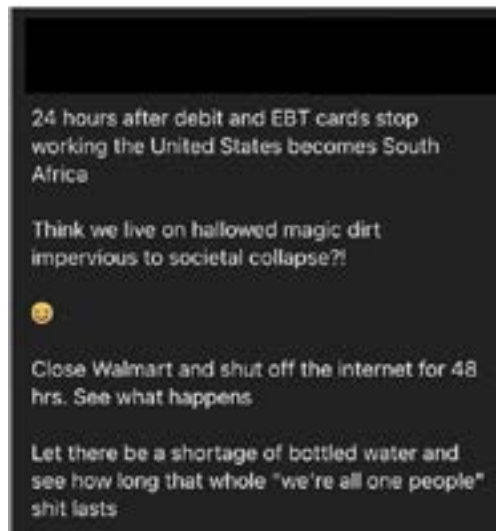 24 hours after debit and EBT cards stop
working the United States becomes South
Africa
Think we live on hallowed magic dirt
impervious to societal collapse?!
😊
Close Walmart and shut off the internet for 48
hrs. See what happens
Let there be a shortage of bottled water and
see how long that whole "we're all one people"
shit lasts